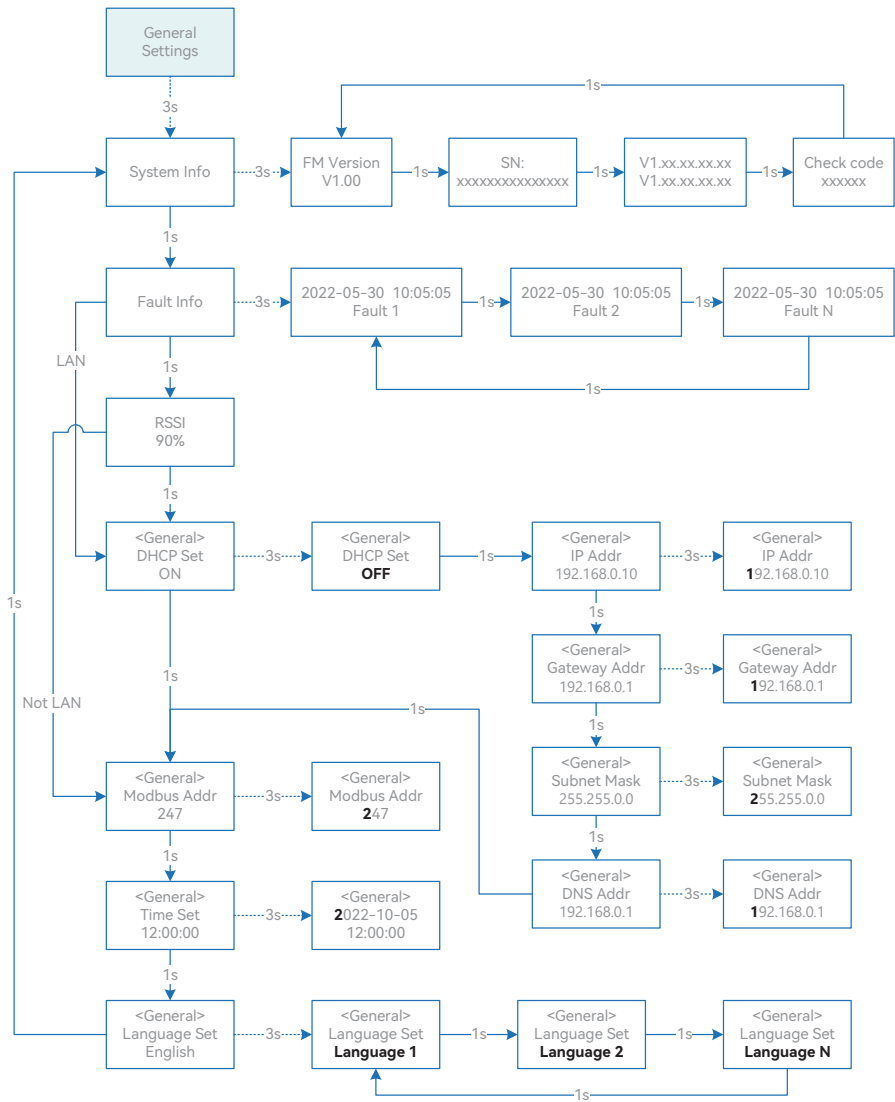 General
Settings
1s
3s
System Info
3s
FM Version
V1.00
1s
SN:
xxxxxxxxxxxxxxx
1s
V1.xx.xx.xx.xx
V1.xx.xx.xx.xx
1s
Check code
xxxxxx
1s
Fault Info
3s
2022-05-30 10:05:05
Fault 1
1s
2022-05-30 10:05:05
Fault 2
1s
2022-05-30 10:05:05
Fault N
LAN
1s
1s
RSSI
90%
1s
<General>
DHCP Set
ON
3s
<General>
DHCP Set
OFF
1s
<General>
IP Addr
192.168.0.10
3s
<General>
IP Addr
192.168.0.10
1s
1s
<General>
Gateway Addr
192.168.0.1
3s
<General>
Gateway Addr
192.168.0.1
1s
Not LAN
1s
1s
<General>
Modbus Addr
247
3s
<General>
Modbus Addr
247
<General>
Subnet Mask
255.255.0.0
3s
<General>
Subnet Mask
255.255.0.0
1s
1s
<General>
Time Set
12:00:00
3s
2022-10-05
12:00:00
<General>
DNS Addr
192.168.0.1
3s
<General>
DNS Addr
192.168.0.1
1s
<General>
Language Set
English
3s
<General>
Language Set
Language 1
1s
<General>
Language Set
Language 2
1s
<General>
Language Set
Language N
1s